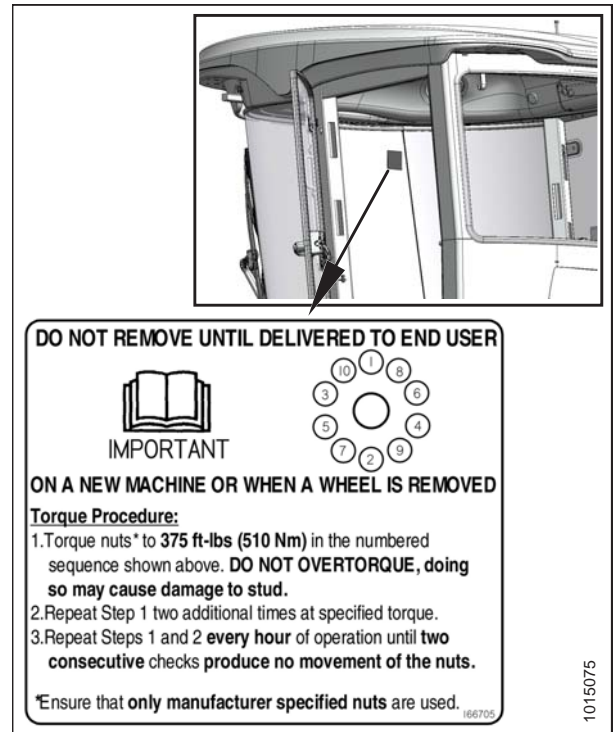 DO NOT REMOVE UNTIL DELIVERED TO END USER
IMPORTANT
1
8
6
4
9
2
7
5
3
10
ON A NEW MACHINE OR WHEN A WHEEL IS REMOVED
Torque Procedure:
1.Torque nuts* to 375 ft-lbs (510 Nm) in the numbered
sequence shown above. DO NOT OVERTORQUE, doing
so may cause damage to stud.
2.Repeat Step 1 two additional times at specified torque.
3.Repeat Steps 1 and 2 every hour of operation until two
consecutive checks produce no movement of the nuts.
*Ensure that only manufacturer specified nuts are used.
166705
1015075